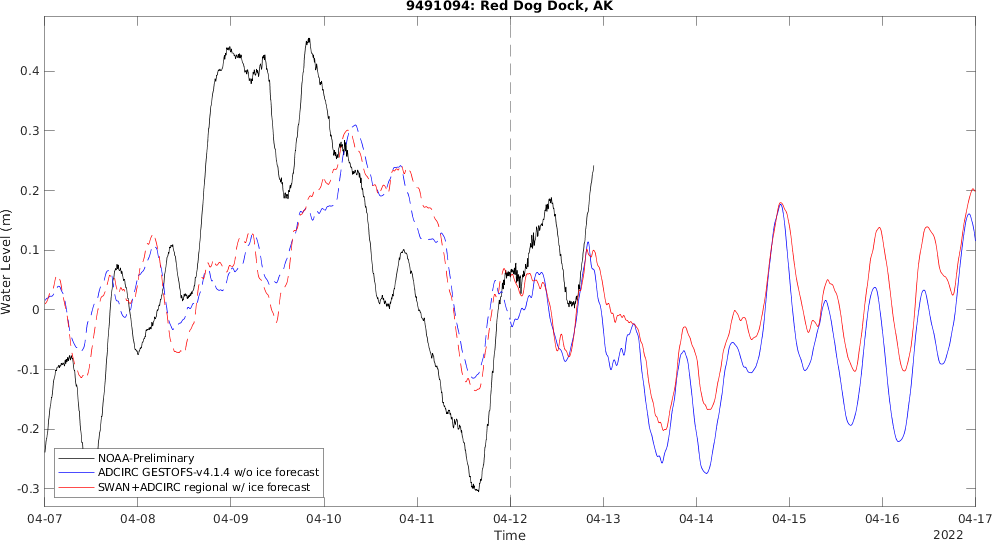 9491094: Red Dog Dock, AK
Water Level (m)
0.4
0.3
0.2
0.1
0
-0.1
-0.2
-0.3
NOAA-Preliminary
ADCIRC GESTOFS-v4.1.4 w/o ice forecast
SWAN+ADCIRC regional w/ ice forecast
04-07 04-08 04-09 04-10 04-11 04-12 04-13 04-14 04-15 04-16 04-17
Time
2022